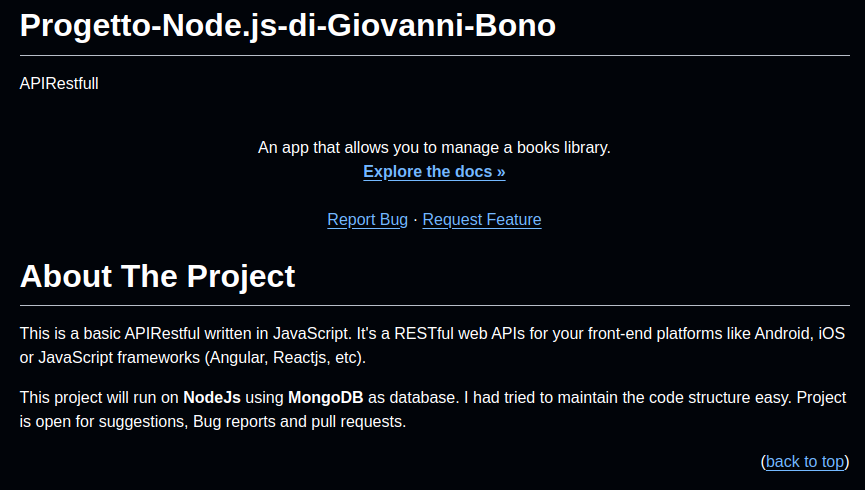 Progetto-Node.js-di-Giovanni-Bono
APIRestfull
An app that allows you to manage a books library.
Explore the docs »
Report Bug · Request Feature
About The Project
This is a basic APIRestful written in JavaScript. It's a RESTful web APIs for your front-end platforms like Android, iOS
or JavaScript frameworks (Angular, Reactjs, etc).
This project will run on NodeJs using MongoDB as database. I had tried to maintain the code structure easy. Project
is open for suggestions, Bug reports and pull requests.
(back to top)